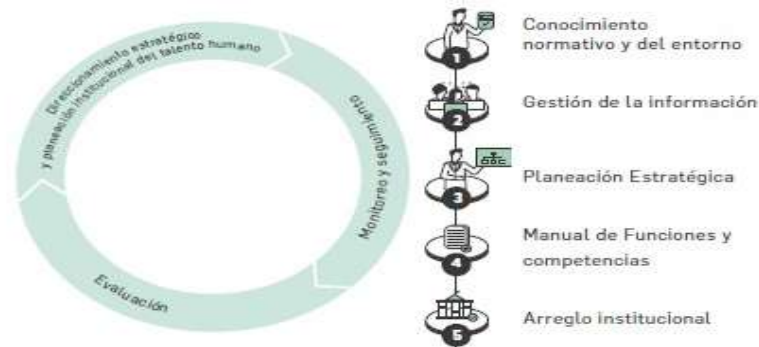 Direccionamiento estratégico
y planeación institucional del talento humano
Monitoreo y seguimiento
Evaluación
1
Conocimiento
normativo y del entorno
2
Gestión de la información
3
Planeación Estratégica
4
Manual de Funciones y
competencias
5
Arreglo institucional